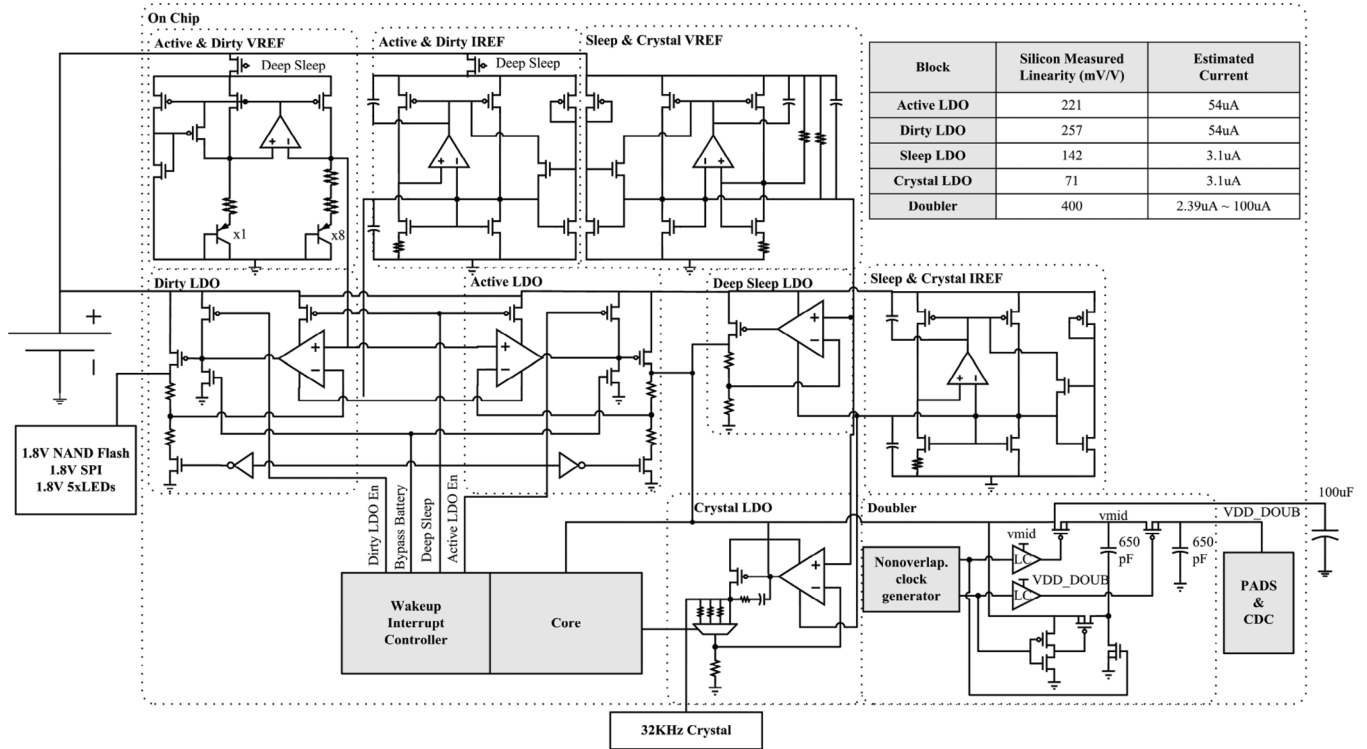 On Chip
Active & Dirty VREF
Deep Sleep
x1
x8
Active & Dirty IREF
Deep Sleep
Sleep & Crystal VREF
Block
Silicon Measured
Linearity (mV/V)
Estimated
Current
Active LDO
221
54uA
Dirty LDO
257
54uA
Sleep LDO
142
3.1uA
Crystal LDO
71
3.1uA
Doubler
400
2.39uA ~ 100uA
Dirty LDO
Active LDO
Deep Sleep LDO
Sleep & Crystal IREF
1.8V NAND Flash
1.8V SPI
1.8V 5xLEDs
Dirty LDO En
Bypass Battery
Deep Sleep
Active LDO En
Wakeup
Interrupt
Controller
Core
Crystal LDO
32KHz Crystal
Doubler
Nonoverlap.
clock
generator
vmid
LC
VDD_DOUB
LC
vmid
650
pF
650
pF
VDD_DOUB
100uF
PADS
&
CDC